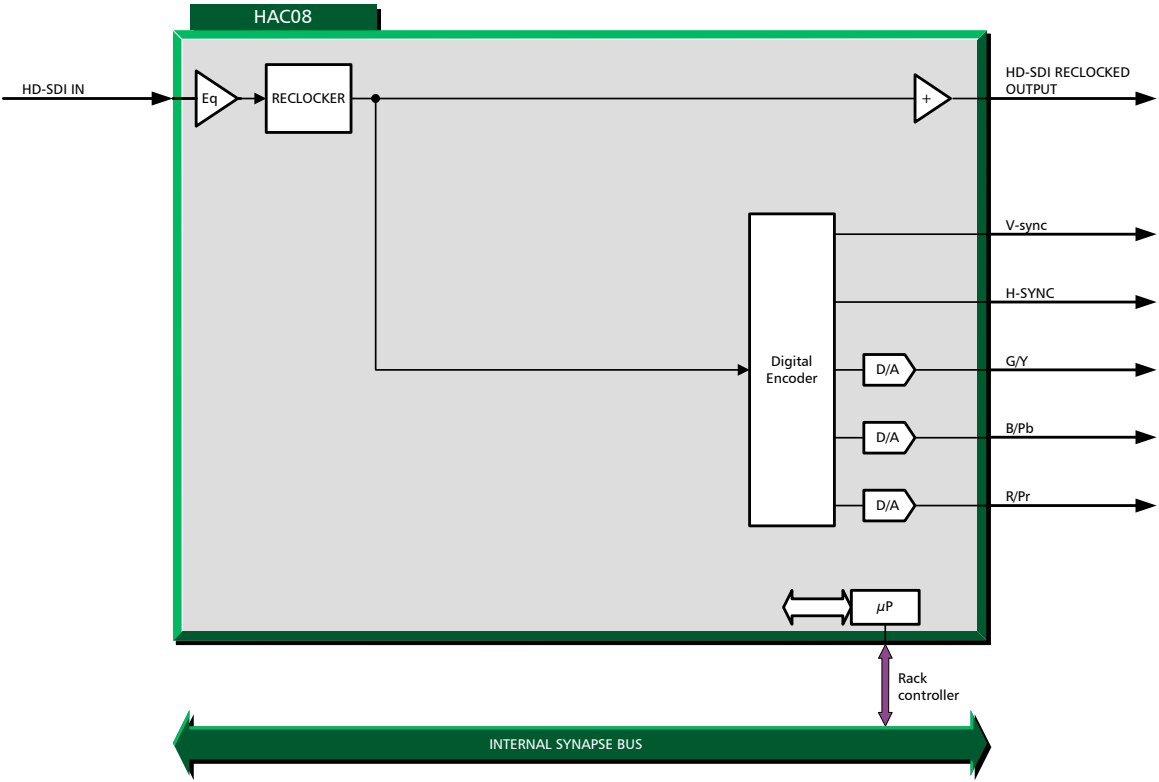 HAC08
HD-SDI IN
Eq
RECLOCKER
+
HD-SDI RECLOCKED
OUTPUT
V-sync
H-SYNC
Digital
Encoder
D/A
G/Y
D/A
B/Pb
D/A
R/Pr
µP
Rack
controller
INTERNAL SYNAPSE BUS